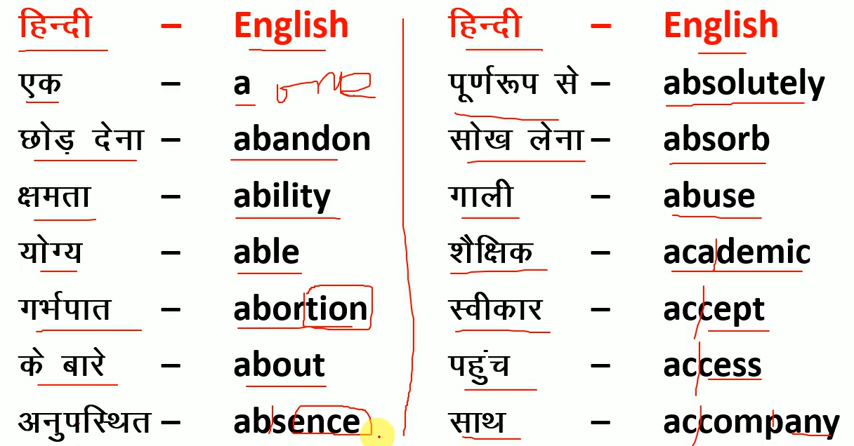 हिन्दी – English
एक – a one
छोड़ देना – abandon
क्षमता – ability
योग्य – able
गर्भपात – abortion
के बारे – about
अनुपस्थित – absence
हिन्दी – English
पूर्णरूप से – absolutely
सोख लेना – absorb
गाली – abuse
शैक्षिक – academic
स्वीकार – accept
पहुंच – access
साथ – accompany